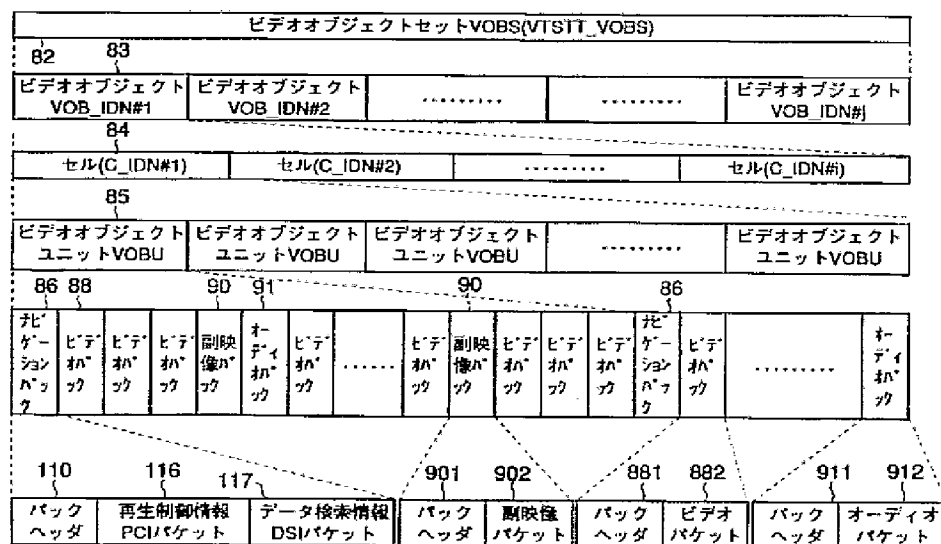 ビデオオブジェクトセットVOBS(VTSTT_VOBS)
82 83
ビデオオブジェクト ビデオオブジェクト ......... ......... ビデオオブジェクト
VOB_IDN#1 VOB_IDN#2 VOB_IDN#j
84
セル(C_IDN#1) セル(C_IDN#2) ......... セル(C_IDN#i)
85
ビデオオブジェクト ビデオオブジェクト ビデオオブジェクト ......... ビデオオブジェクト
ユニットVOBU ユニットVOBU ユニットVOBU ユニットVOBU
86 88 90 91 90 86
ナビゲーションパック ビデオパック ビデオパック ビデオパック 副映像パック オーディオパック ビデオパック ...... ビデオパック 副映像パック ビデオパック ビデオパック ビデオパック ナビゲーションパック ビデオパック ......... オーディオパック
110 116 117 901 902 881 882 911 912
パック 再生制御情報 データ検索情報 パック 副映像 パック ビデオ パック オーディオ
ヘッダ PCIパケット DSIパケット ヘッダ パケット ヘッダ パケット ヘッダ パケット